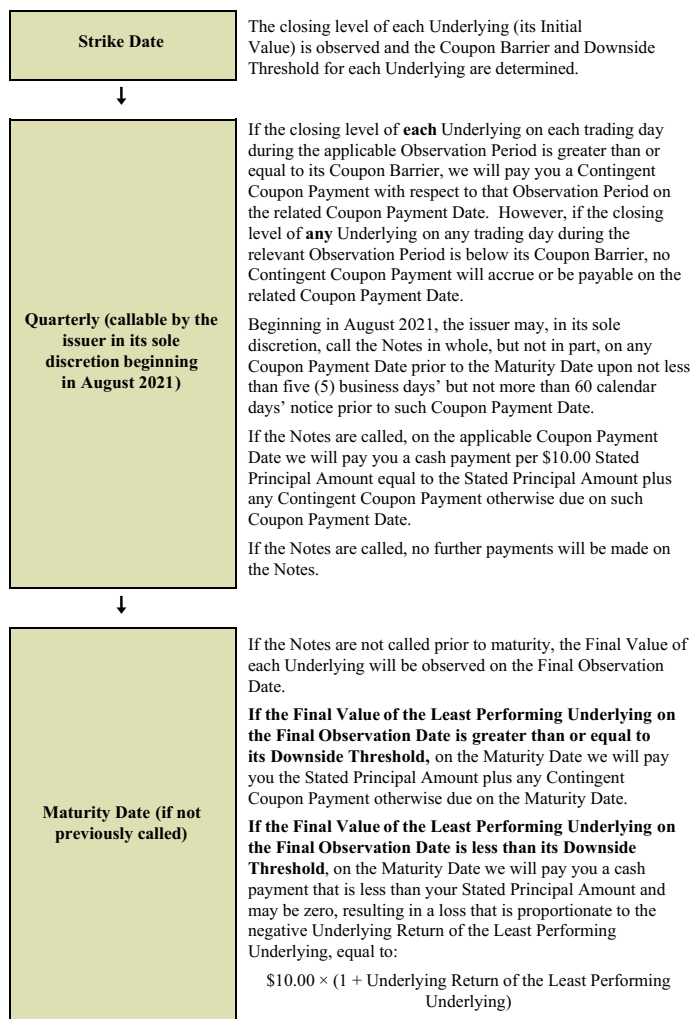 Strike Date
The closing level of each Underlying (its Initial
Value) is observed and the Coupon Barrier and Downside
Threshold for each Underlying are determined.
Quarterly (callable by the
issuer in its sole
discretion beginning
in August 2021)
If the closing level of each Underlying on each trading day
during the applicable Observation Period is greater than or
equal to its Coupon Barrier, we will pay you a Contingent
Coupon Payment with respect to that Observation Period on
the related Coupon Payment Date. However, if the closing
level of any Underlying on any trading day during the
relevant Observation Period is below its Coupon Barrier, no
Contingent Coupon Payment will accrue or be payable on the
related Coupon Payment Date.
Beginning in August 2021, the issuer may, in its sole
discretion, call the Notes in whole, but not in part, on any
Coupon Payment Date prior to the Maturity Date upon not less
than five (5) business days’ but not more than 60 calendar
days’ notice prior to such Coupon Payment Date.
If the Notes are called, on the applicable Coupon Payment
Date we will pay you a cash payment per $10.00 Stated
Principal Amount equal to the Stated Principal Amount plus
any Contingent Coupon Payment otherwise due on such
Coupon Payment Date.
If the Notes are called, no further payments will be made on
the Notes.
Maturity Date (if not
previously called)
If the Notes are not called prior to maturity, the Final Value of
each Underlying will be observed on the Final Observation
Date.
If the Final Value of the Least Performing Underlying on
the Final Observation Date is greater than or equal to
its Downside Threshold, on the Maturity Date we will pay
you the Stated Principal Amount plus any Contingent
Coupon Payment otherwise due on the Maturity Date.
If the Final Value of the Least Performing Underlying on
the Final Observation Date is less than its Downside
Threshold, on the Maturity Date we will pay you a cash
payment that is less than your Stated Principal Amount and
may be zero, resulting in a loss that is proportionate to the
negative Underlying Return of the Least Performing
Underlying, equal to:
$10.00 × (1 + Underlying Return of the Least Performing
Underlying)